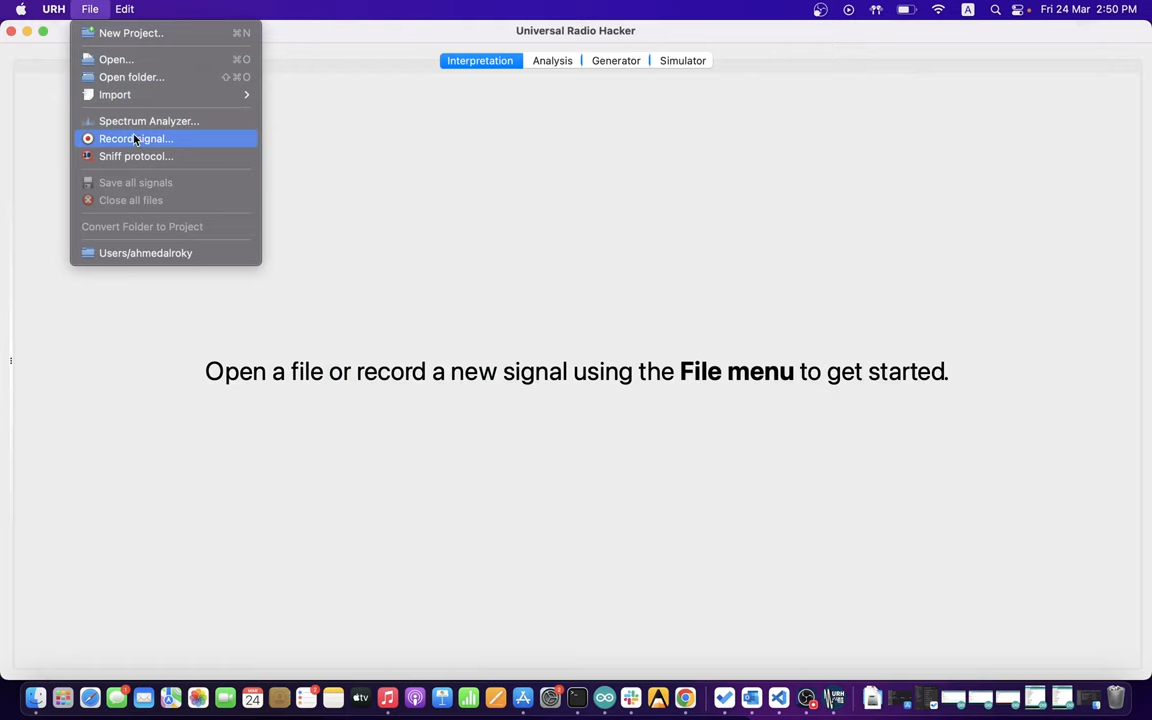 URH File Edit A Fri 24 Mar 2:50 PM
Universal Radio Hacker
New Project.. ⌘N
Open... ⌘O
Open folder... ⇧⌘O
Import
Spectrum Analyzer...
Record signal...
Sniff protocol...
Save all signals
Close all files
Convert Folder to Project
Users/ahmedalroky
Interpretation Analysis Generator Simulator
Open a file or record a new signal using the File menu to get started.